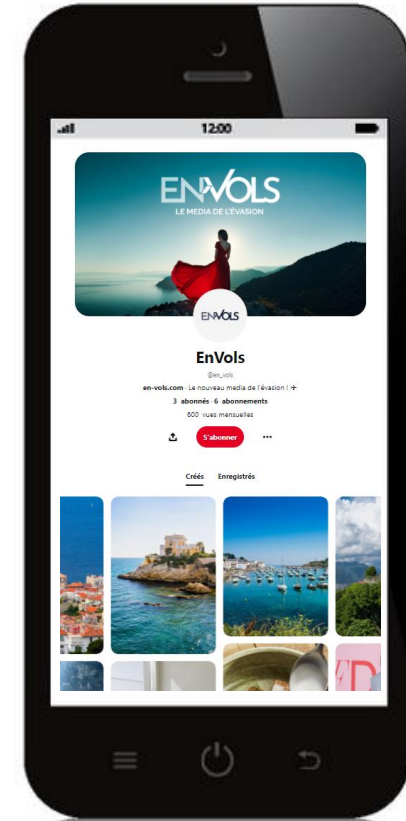 12:00
ENVOLS
LE MEDIA DE L'ÉVASION
ENVOLS
EnVols
@en_vols
en-vols.com · Le nouveau media de l'évasion ! ✈
3 abonnés · 6 abonnements
600 vues mensuelles
S'abonner
Créés Enregistrés